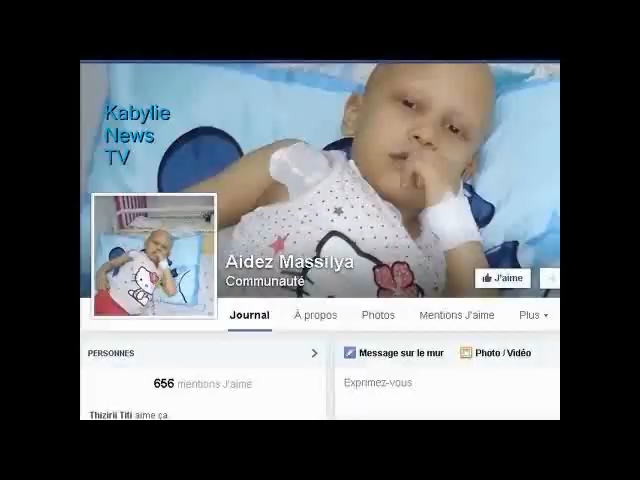 Kabylie
News
TV
Aidez Massilya
Communauté
J'aime
Journal À propos Photos Mentions J'aime Plus
PERSONNES
656 mentions J'aime
Thizirii Titi aime ça.
Message sur le mur Photo / Vidéo
Exprimez-vous